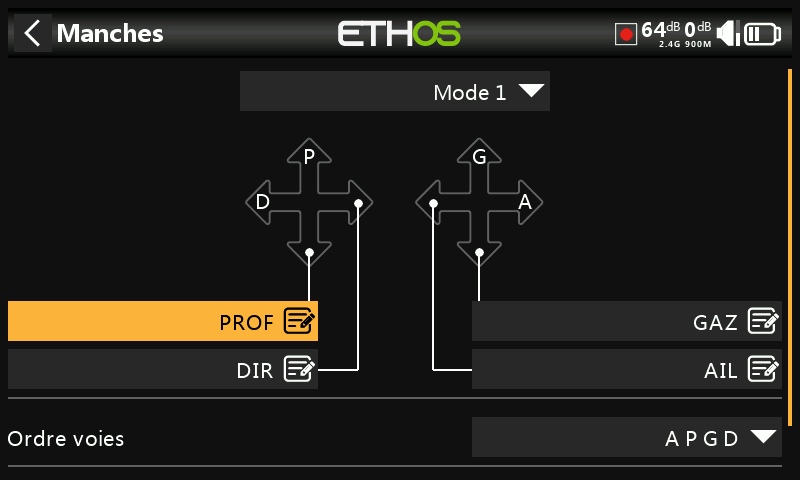 Manches
ETHOS
64dB 0dB
2.4G 900M
Mode 1
P
G
D
A
PROF
GAZ
DIR
AIL
Ordre voies
A P G D